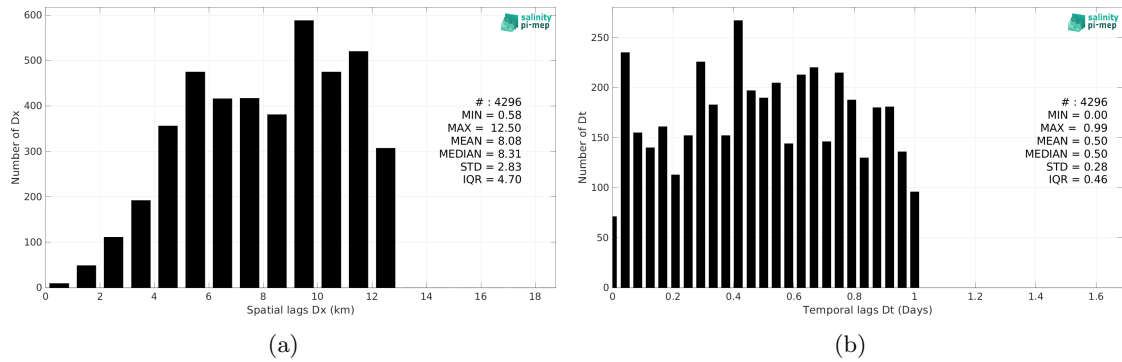 600
500
400
300
200
100
0
Number of Dx
0 2 4 6 8 10 12 14 16 18
Spatial lags Dx (km)
salinity
pi-mep
# : 4296
MIN = 0.58
MAX = 12.50
MEAN = 8.08
MEDIAN = 8.31
STD = 2.83
IQR = 4.70
(a)
250
200
150
100
50
0
Number of Dt
0 0.2 0.4 0.6 0.8 1 1.2 1.4 1.6
Temporal lags Dt (Days)
salinity
pi-mep
# : 4296
MIN = 0.00
MAX = 0.99
MEAN = 0.50
MEDIAN = 0.50
STD = 0.28
IQR = 0.46
(b)